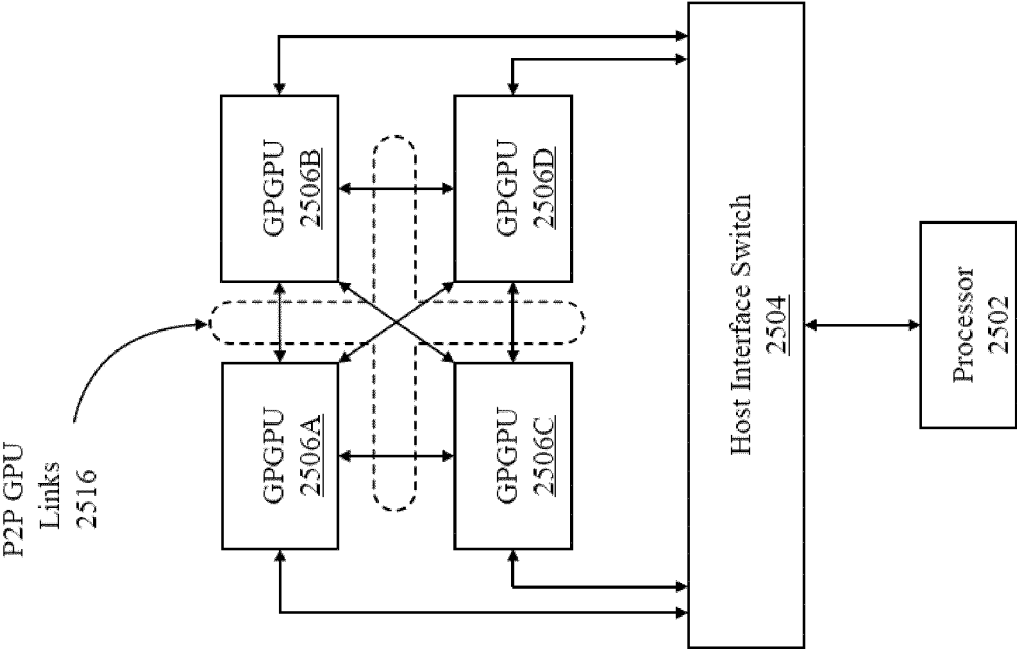 Processor
2502
Host Interface Switch
2504
GPGPU
2506A
GPGPU
2506B
GPGPU
2506C
GPGPU
2506D
P2P GPU
Links
2516